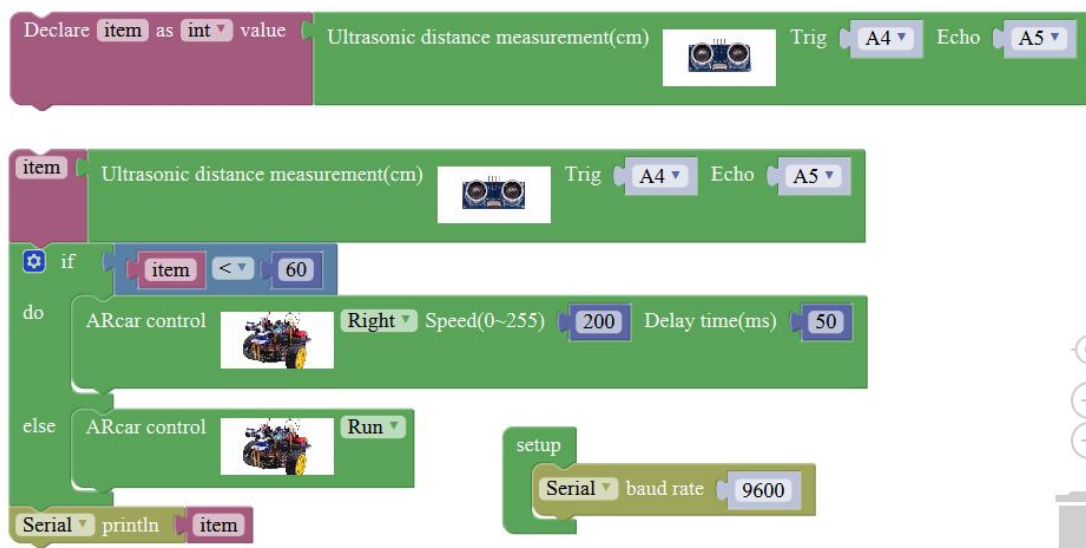 Declare item as int value Ultrasonic distance measurement(cm) Trig A4 Echo A5
item Ultrasonic distance measurement(cm) Trig A4 Echo A5
if item < 60
do ARcar control Right Speed(0~255) 200 Delay time(ms) 50
else ARcar control Run
setup
Serial baud rate 9600
Serial println item